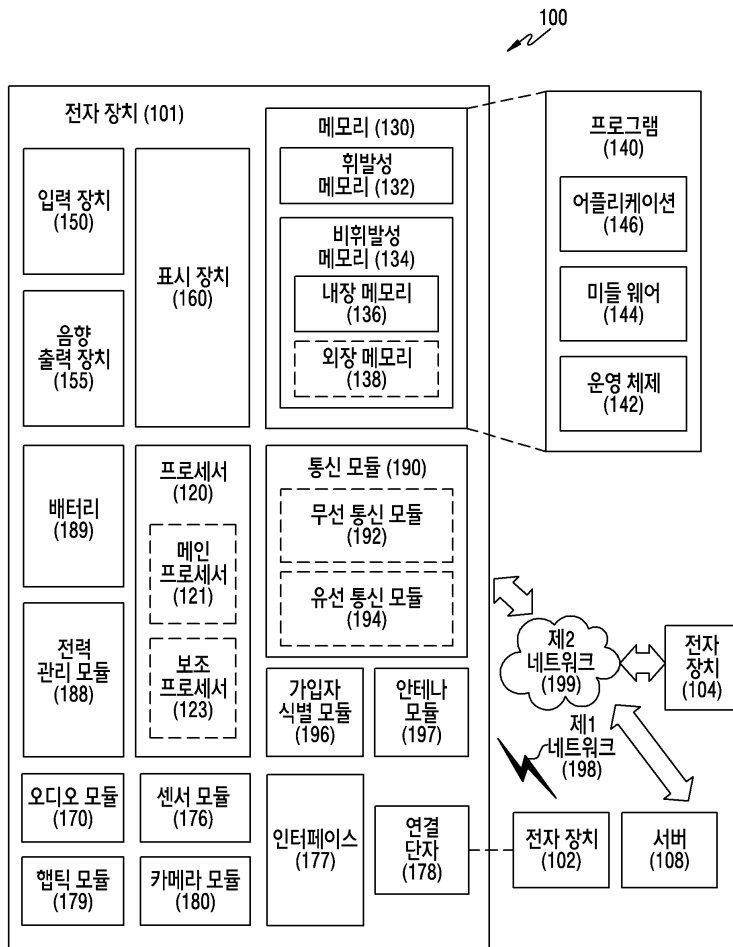 100
전자 장치 (101)
입력 장치
(150)
음향
출력 장치
(155)
표시 장치
(160)
메모리 (130)
휘발성
메모리 (132)
비휘발성
메모리 (134)
내장 메모리
(136)
외장 메모리
(138)
프로그램
(140)
어플리케이션
(146)
미들 웨어
(144)
운영 체제
(142)
배터리
(189)
전력
관리 모듈
(188)
프로세서
(120)
메인
프로세서
(121)
보조
프로세서
(123)
통신 모듈 (190)
무선 통신 모듈
(192)
유선 통신 모듈
(194)
가입자
식별 모듈
(196)
안테나
모듈
(197)
제2
네트워크
(199)
전자
장치
(104)
제1
네트워크
(198)
오디오 모듈
(170)
센서 모듈
(176)
인터페이스
(177)
연결
단자
(178)
전자 장치
(102)
서버
(108)
햅틱 모듈
(179)
카메라 모듈
(180)